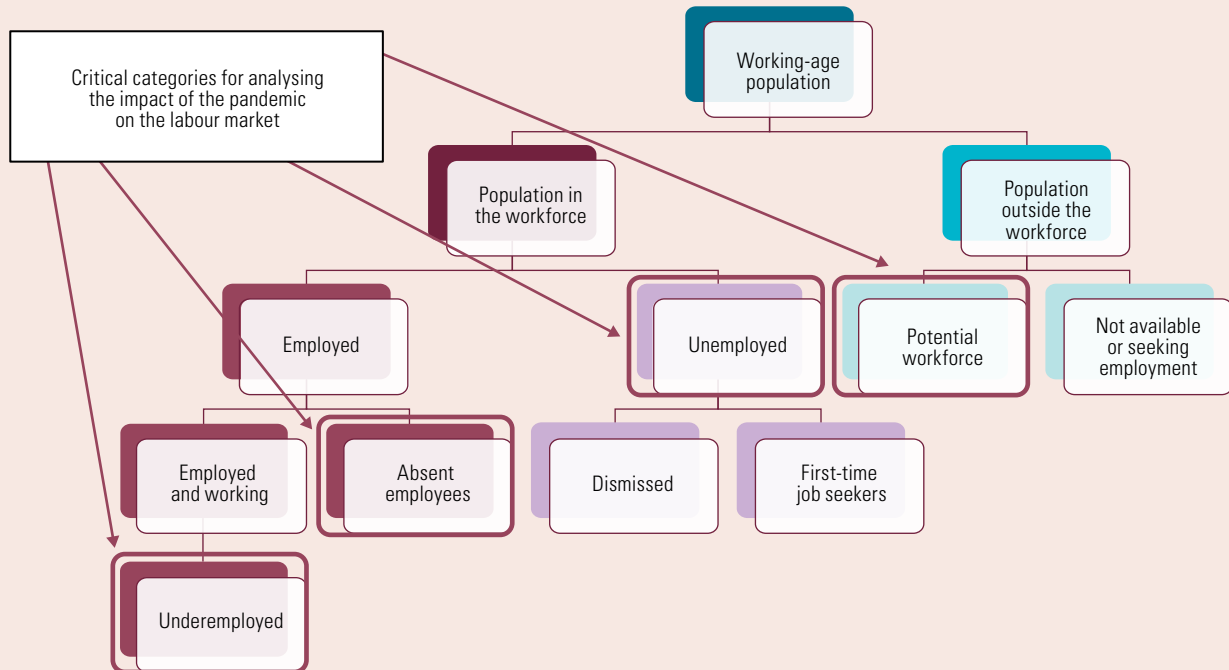 Critical categories for analysing
the impact of the pandemic
on the labour market
Working-age
population
Population in
the workforce
Population
outside the
workforce
Employed
Unemployed
Potential
workforce
Not available
or seeking
employment
Employed
and working
Absent
employees
Dismissed
First-time
job seekers
Underemployed